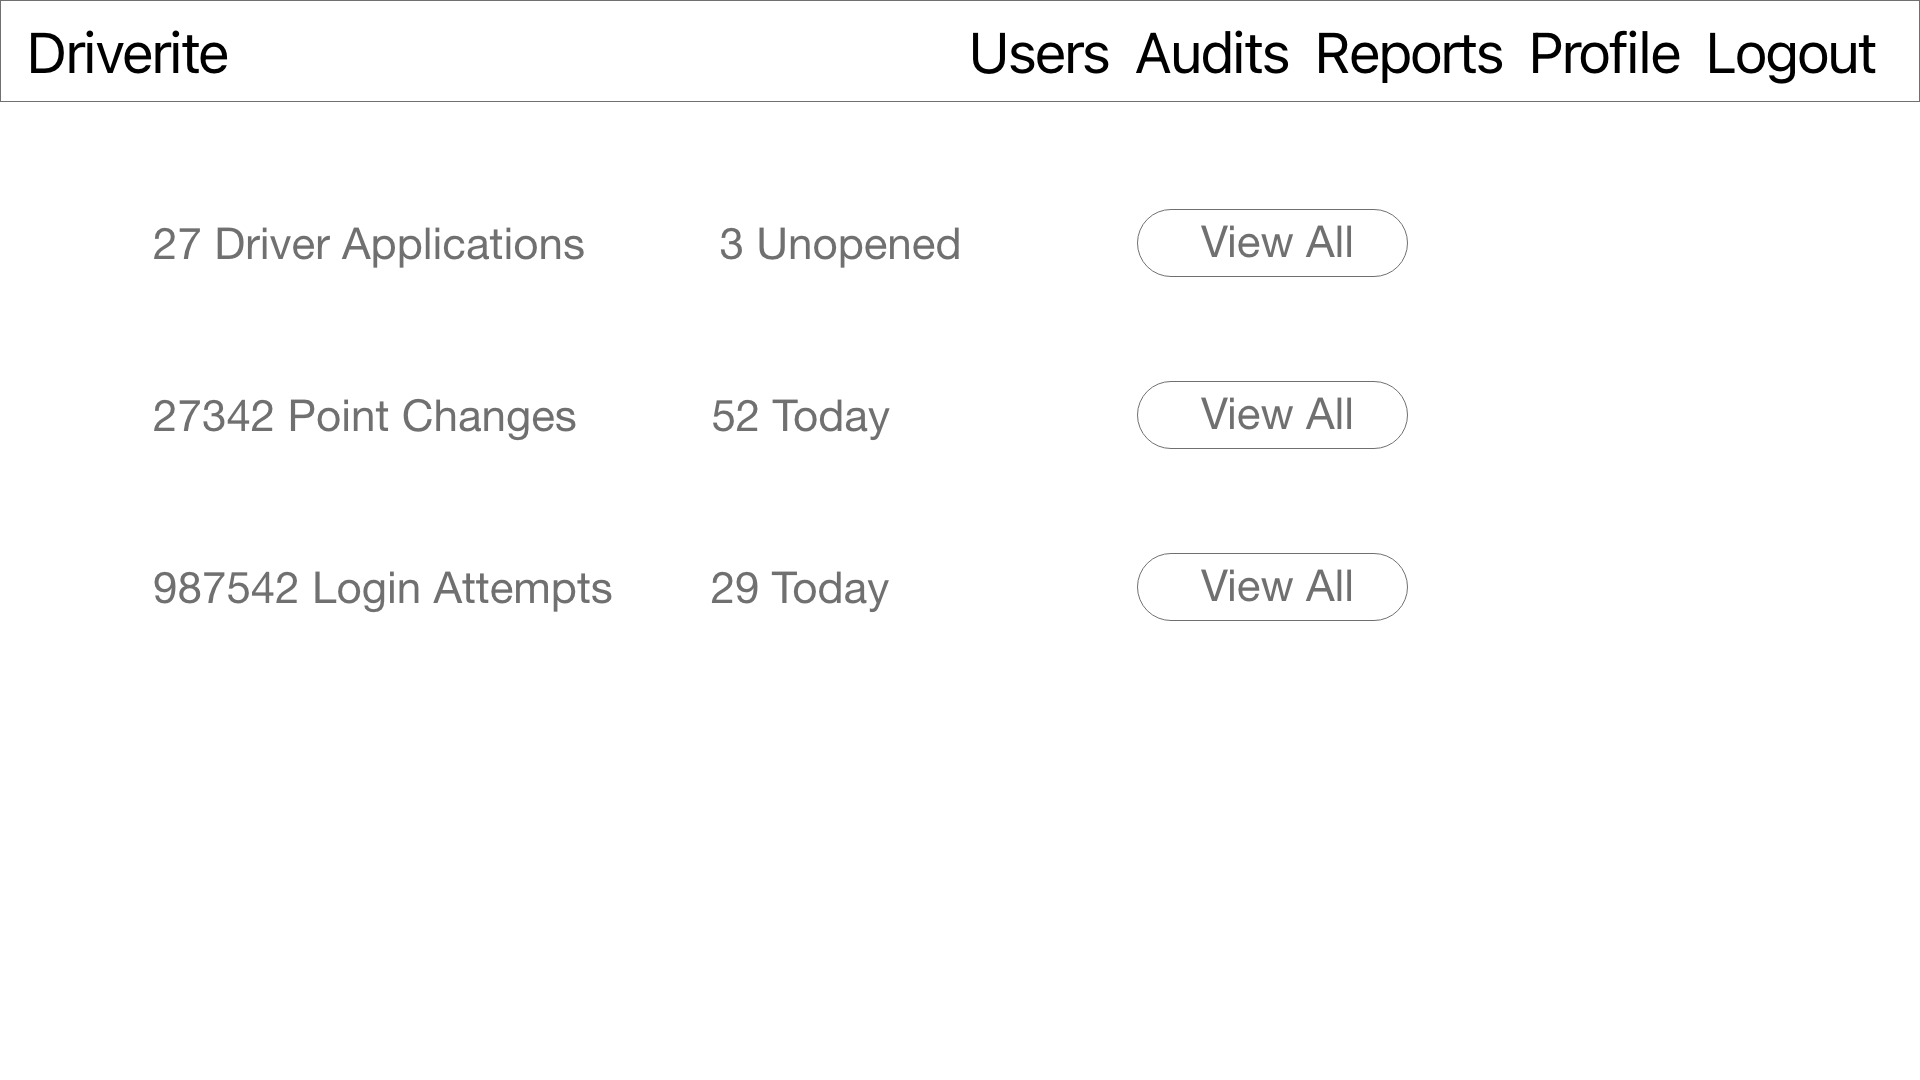 Driverite Users Audits Reports Profile Logout
27 Driver Applications 3 Unopened View All
27342 Point Changes 52 Today View All
987542 Login Attempts 29 Today View All